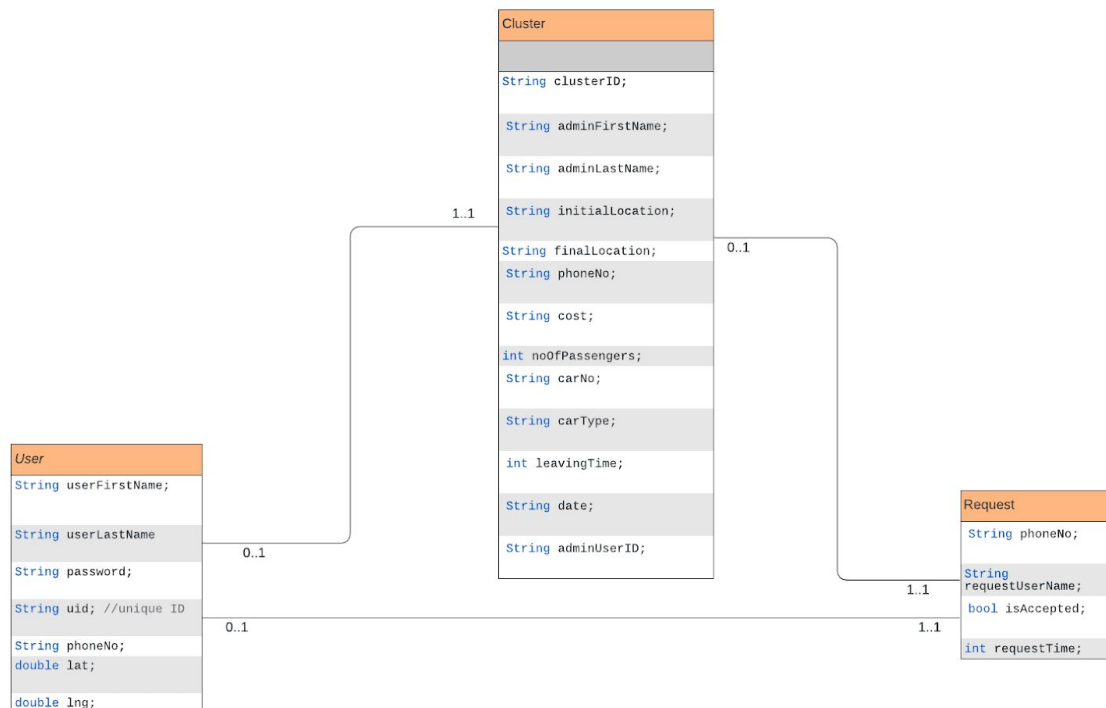 Cluster
String clusterID;
String adminFirstName;
String adminLastName;
String initialLocation;
String finalLocation;
String phoneNo;
String cost;
int noOfPassengers;
String carNo;
String carType;
int leavingTime;
String date;
String adminUserID;
1..1
0..1
User
String userFirstName;
String userLastName
String password;
String uid; //unique ID
String phoneNo;
double lat;
double lng;
0..1
0..1
Request
String phoneNo;
String
requestUserName;
bool isAccepted;
int requestTime;
1..1
1..1